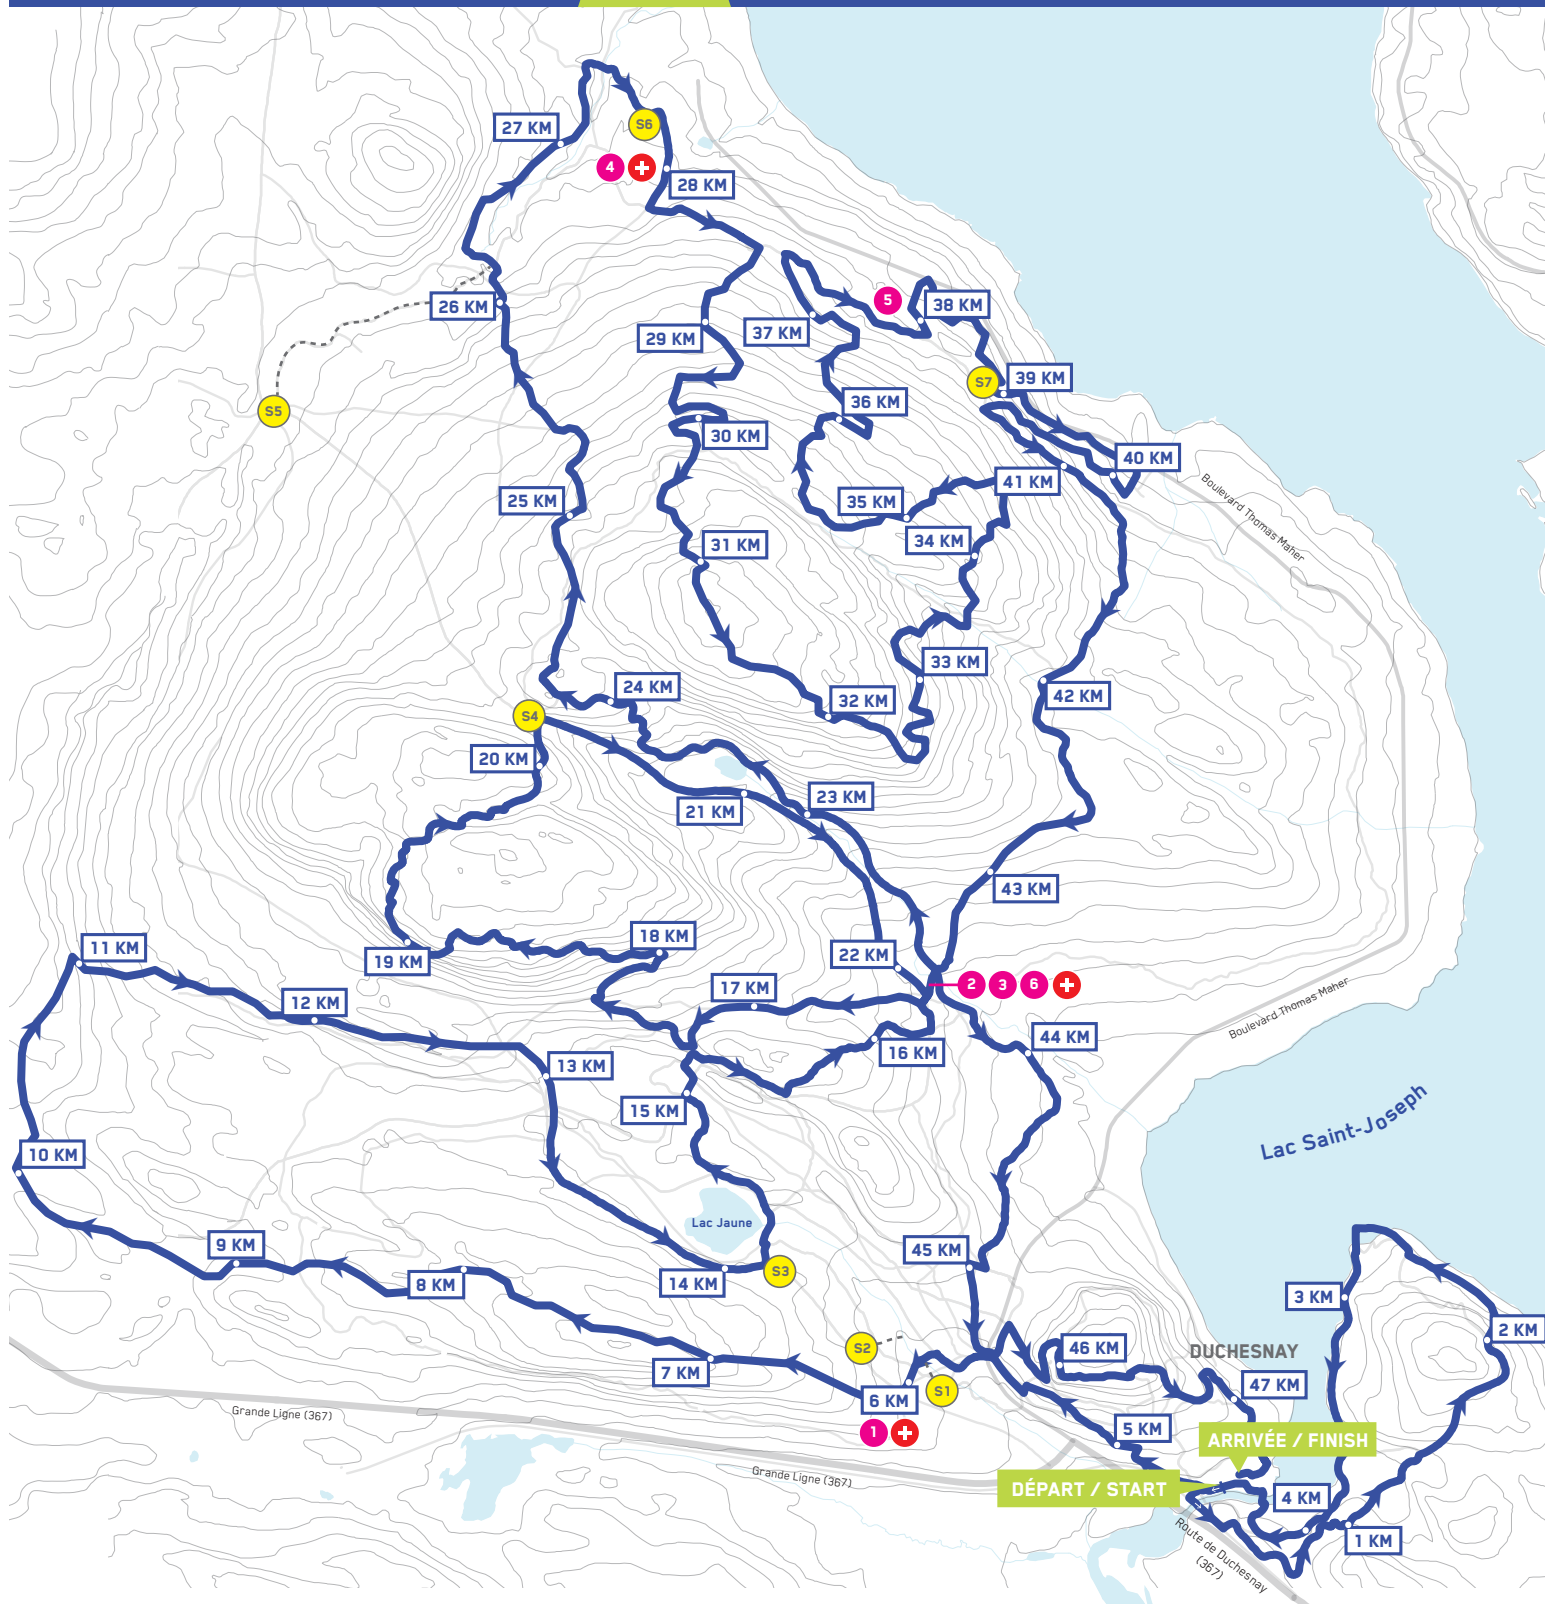 27 KM
S6
4
28 KM
26 KM
5
38 KM
37 KM
29 KM
S7
39 KM
S5
36 KM
30 KM
40 KM
41 KM
Boulevard Thomas Maher
25 KM
35 KM
34 KM
31 KM
33 KM
24 KM
32 KM
42 KM
S4
20 KM
23 KM
21 KM
43 KM
18 KM
11 KM
22 KM
19 KM
2 3 6
17 KM
12 KM
Boulevard Thomas Maher
44 KM
16 KM
13 KM
15 KM
Lac Saint-Joseph
10 KM
Lac Jaune
9 KM
45 KM
S3
14 KM
8 KM
3 KM
2 KM
S2
46 KM
DUCHESNAY
7 KM
47 KM
S1
6 KM
Grande Ligne (367)
1
5 KM
ARRIVÉE / FINISH
Grande Ligne (367)
DÉPART / START
4 KM
1 KM
Route de Duchesnay
(367)